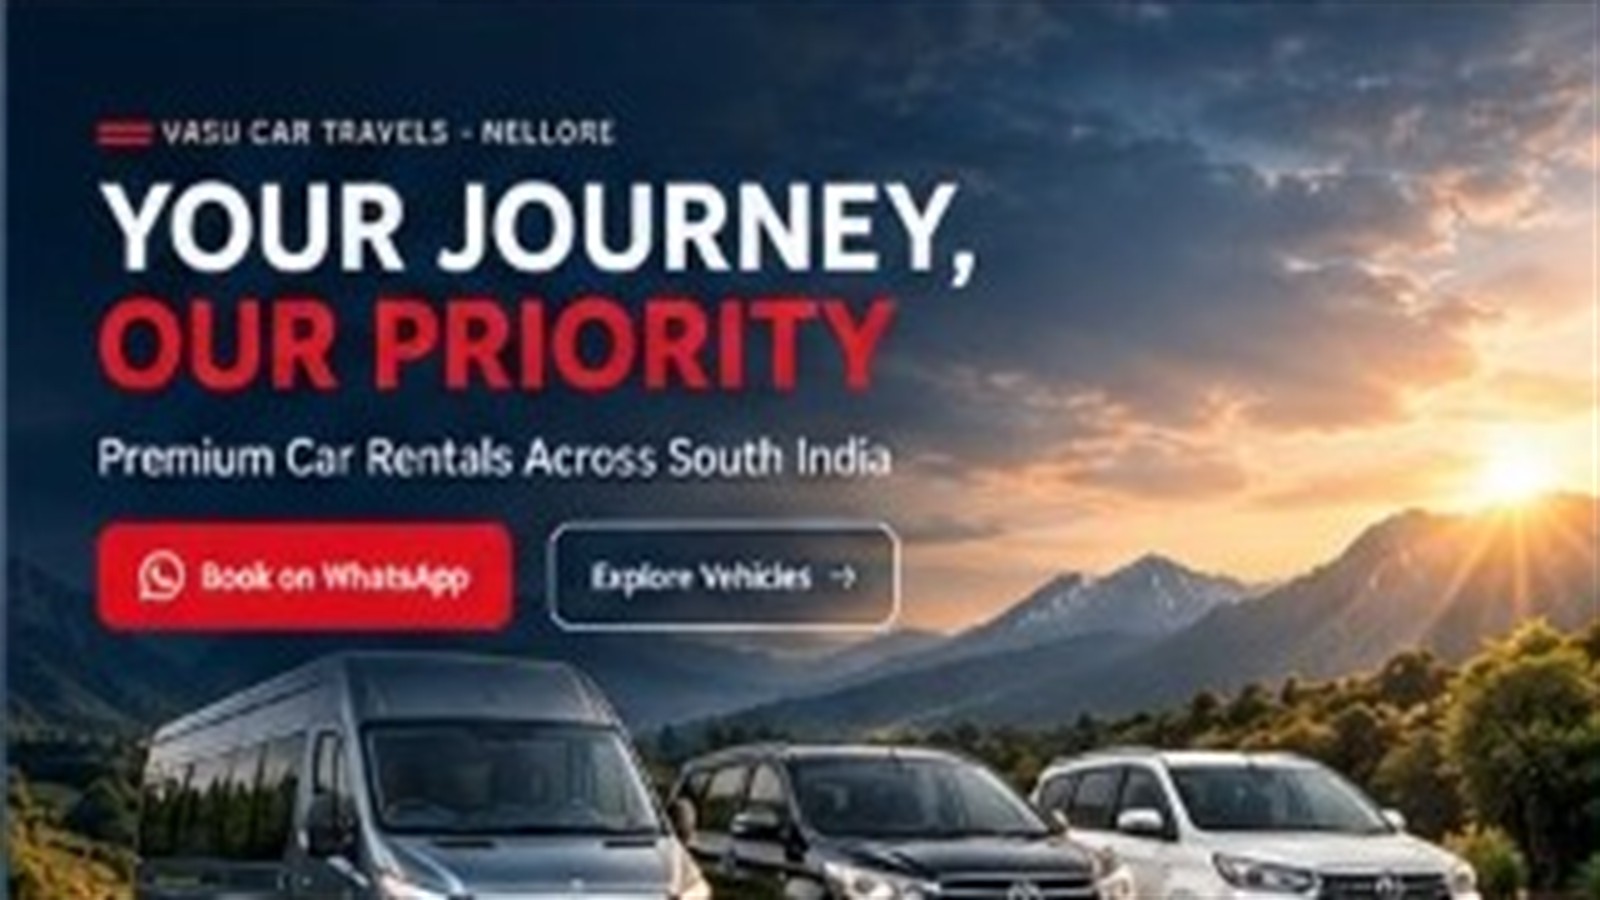 VASU CAR TRAVELS - NELLORE
YOUR JOURNEY,
OUR PRIORITY
Premium Car Rentals Across South India
Book on WhatsApp
Explore Vehicles →